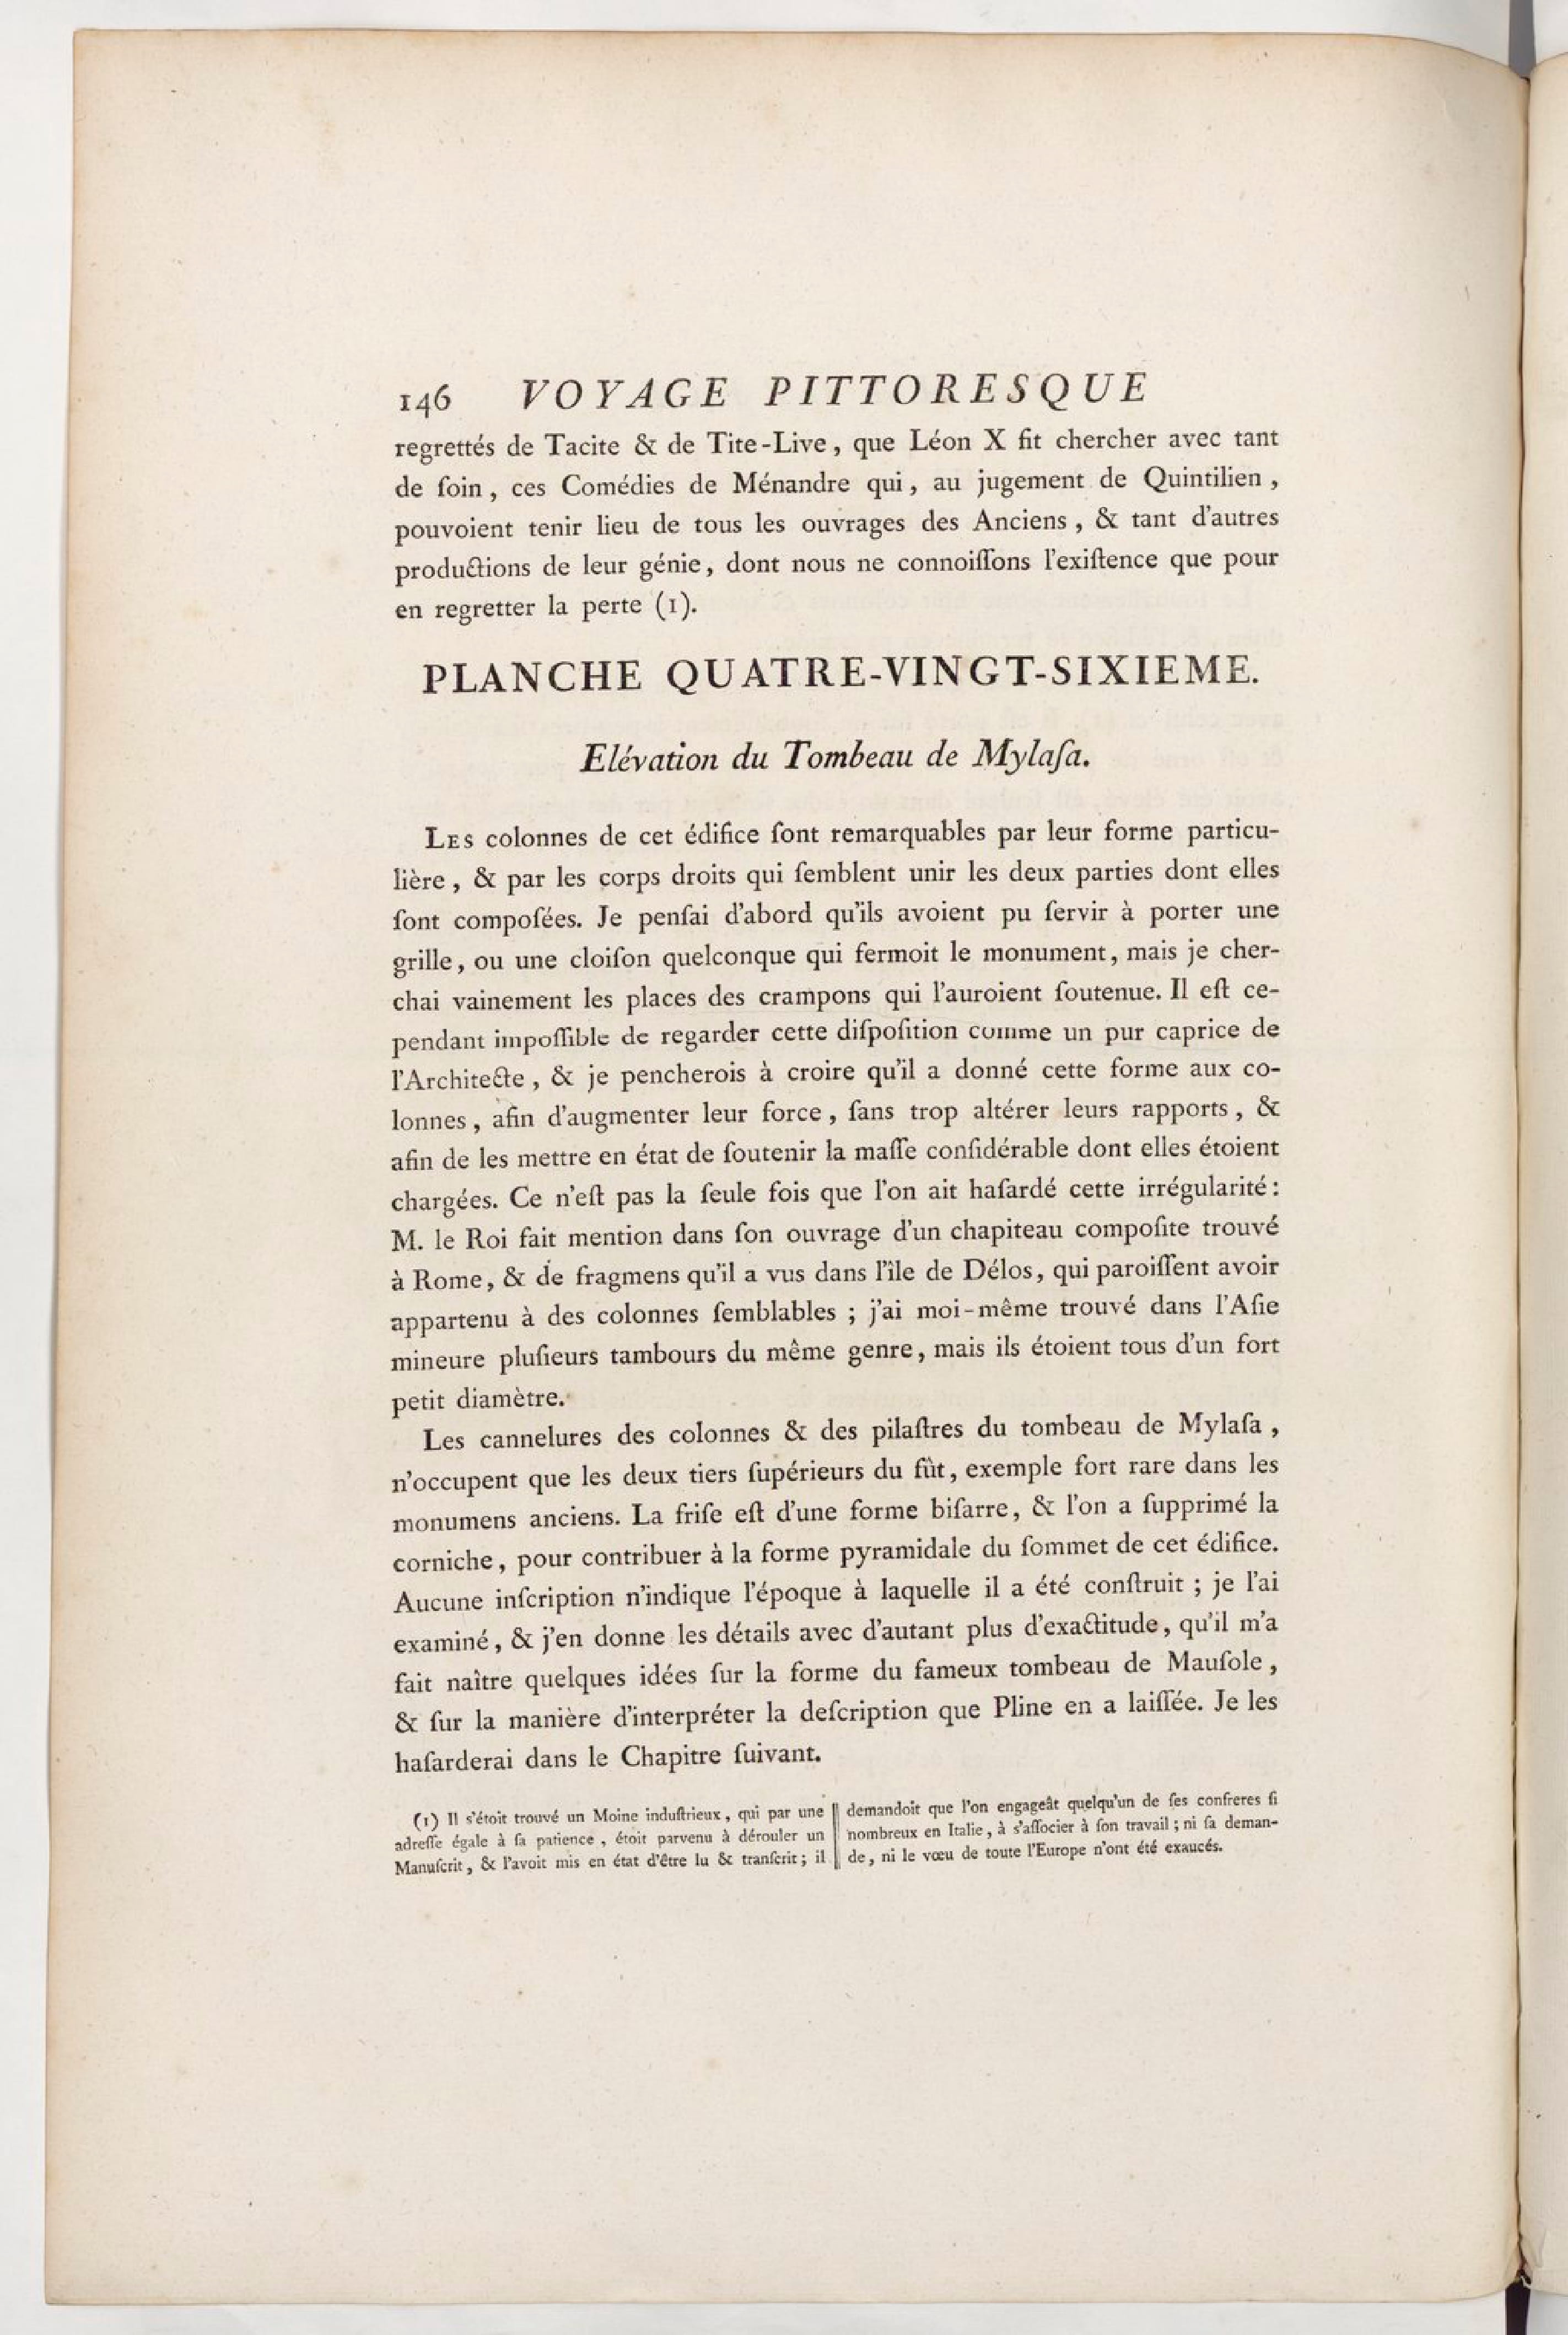 146 VOYAGE PITTORESQUE
regrettés de Tacite & de Tite-Live, que Léon X fit chercher avec tant
de ſoin, ces Comédies de Ménandre qui, au jugement de Quintilien,
pouvoient tenir lieu de tous les ouvrages des Anciens, & tant d'autres
productions de leur génie, dont nous ne connoiſſons l'exiſtence que pour
en regretter la perte (1).
PLANCHE QUATRE-VINGT-SIXIEME.
Elévation du Tombeau de Mylaſa.
LES colonnes de cet édifice ſont remarquables par leur forme particu-
lière, & par les corps droits qui ſemblent unir les deux parties dont elles
ſont compoſées. Je penſai d'abord qu'ils avoient pu ſervir à porter une
grille, ou une cloiſon quelconque qui fermoit le monument, mais je cher-
chai vainement les places des crampons qui l'auroient ſoutenue. Il eſt ce-
pendant impoſſible de regarder cette diſpoſition comme un pur caprice de
l'Architecte, & je pencherois à croire qu'il a donné cette forme aux co-
lonnes, afin d'augmenter leur force, ſans trop altérer leurs rapports, &
afin de les mettre en état de ſoutenir la maſſe conſidérable dont elles étoient
chargées. Ce n'eſt pas la ſeule fois que l'on ait haſardé cette irrégularité :
M. le Roi fait mention dans ſon ouvrage d'un chapiteau compoſite trouvé
à Rome, & de fragmens qu'il a vus dans l'île de Délos, qui paroiſſent avoir
appartenu à des colonnes ſemblables ; j'ai moi-même trouvé dans l'Aſie
mineure pluſieurs tambours du même genre, mais ils étoient tous d'un fort
petit diamètre.
Les cannelures des colonnes & des pilaſtres du tombeau de Mylaſa,
n'occupent que les deux tiers ſupérieurs du fût, exemple fort rare dans les
monumens anciens. La friſe eſt d'une forme biſarre, & l'on a ſupprimé la
corniche, pour contribuer à la forme pyramidale du ſommet de cet édifice.
Aucune inſcription n'indique l'époque à laquelle il a été conſtruit ; je l'ai
examiné, & j'en donne les détails avec d'autant plus d'exactitude, qu'il m'a
fait naître quelques idées ſur la forme du fameux tombeau de Mauſole,
& ſur la manière d'interpréter la deſcription que Pline en a laiſſée. Je les
haſarderai dans le Chapitre ſuivant.
(1) Il s'étoit trouvé un Moine induſtrieux, qui par une
adreſſe égale à ſa patience, étoit parvenu à dérouler un
Manuſcrit, & l'avoit mis en état d'être lu & tranſcrit ; il
demandoit que l'on engageât quelqu'un de ſes confreres ſi
nombreux en Italie, à s'aſſocier à ſon travail ; ni ſa deman-
de, ni le vœu de toute l'Europe n'ont été exaucés.